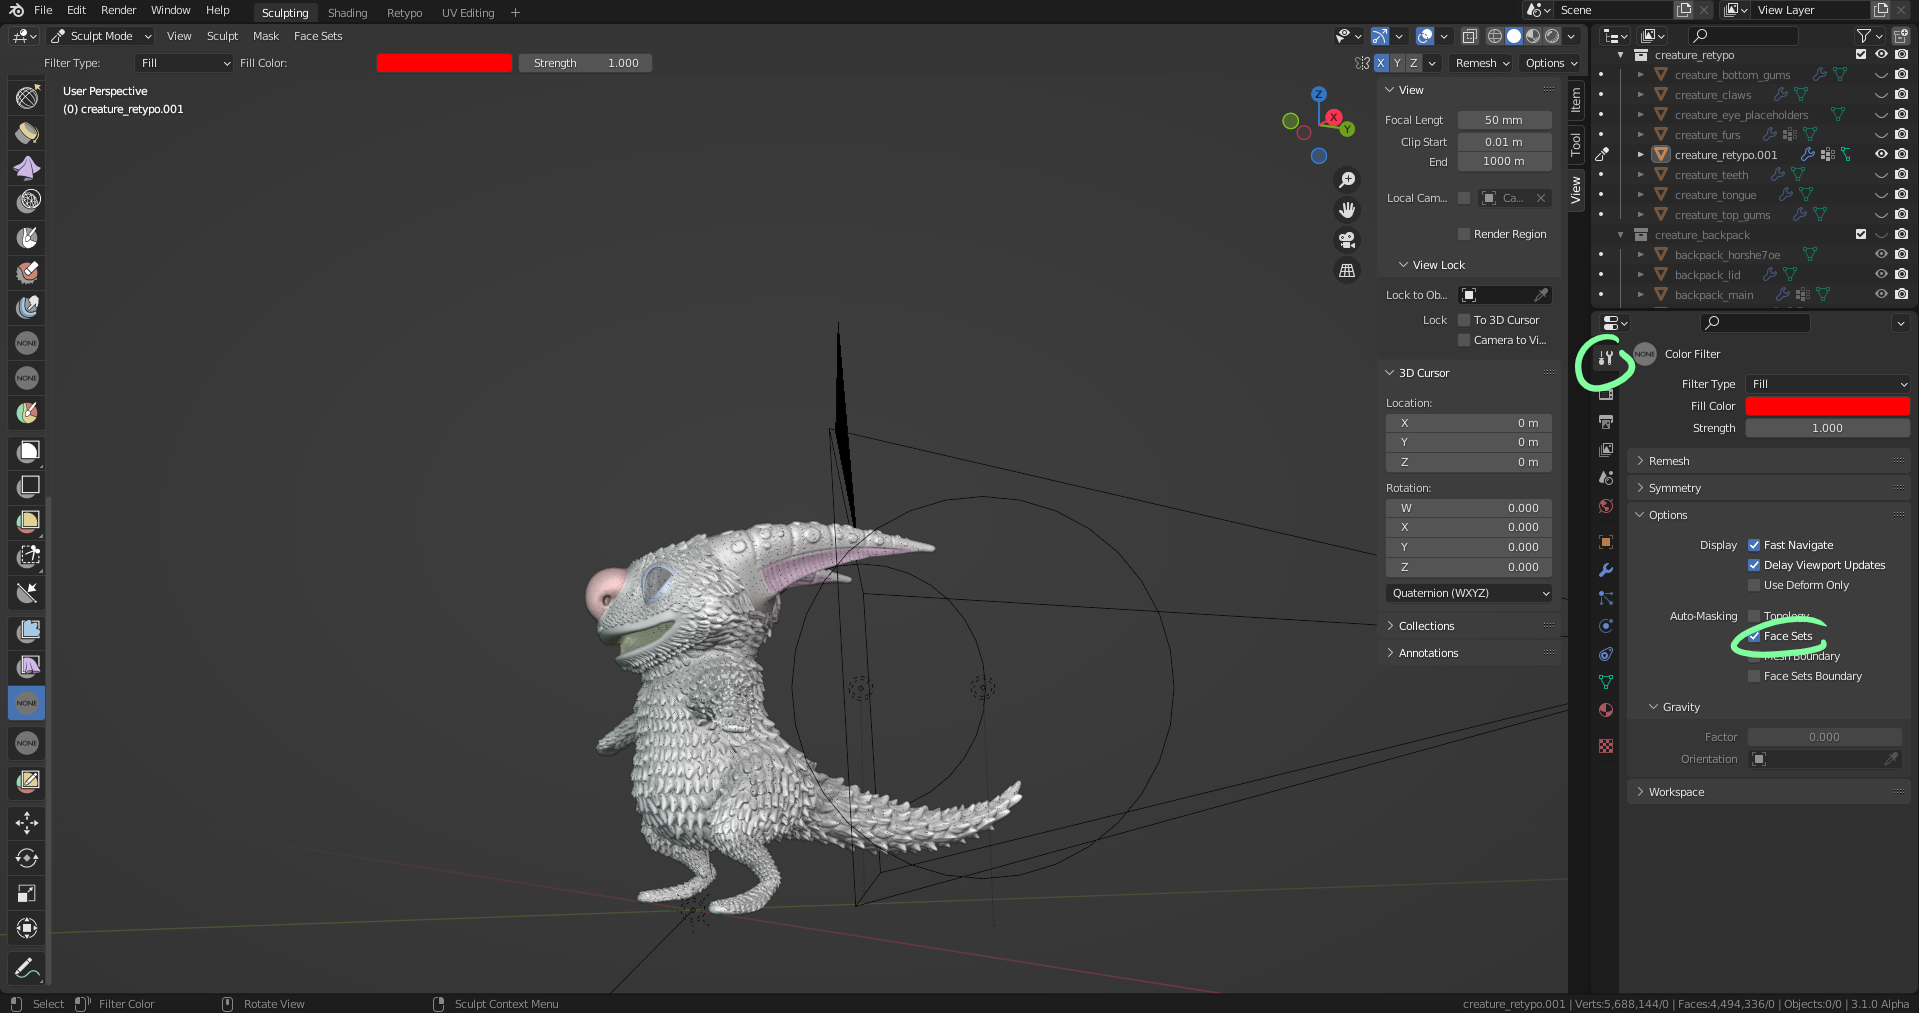 File Edit Render Window Help
Sculpting Shading Retypo UV Editing +
Scene
View Layer
Sculpt Mode View Sculpt Mask Face Sets
Filter Type: Fill Fill Color: Strength 1.000
X Y Z Remesh Options
User Perspective
(0) creature_retypo.001
Z
X
Y
NONE
NONE
NONE
NONE
View
Focal Lengt 50 mm
Clip Start 0.01 m
End 1000 m
Local Cam... Ca...
Render Region
View Lock
Lock to Ob...
Lock To 3D Cursor
Camera to Vi...
3D Cursor
Location:
X 0 m
Y 0 m
Z 0 m
Rotation:
W 0.000
X 0.000
Y 0.000
Z 0.000
Quaternion (WXYZ)
Collections
Annotations
Item
Tool
View
creature_retypo
creature_bottom_gums
creature_claws
creature_eye_placeholders
creature_furs
creature_retypo.001
creature_teeth
creature_tongue
creature_top_gums
creature_backpack
backpack_horshe7oe
backpack_lid
backpack_main
NONE Color Filter
Filter Type Fill
Fill Color
Strength 1.000
Remesh
Symmetry
Options
Display Fast Navigate
Delay Viewport Updates
Use Deform Only
Auto-Masking Topology
Face Sets
Mesh Boundary
Face Sets Boundary
Gravity
Factor 0.000
Orientation
Workspace
Select Filter Color Rotate View Sculpt Context Menu
creature_retypo.001 | Verts:5,688,144/0 | Faces:4,494,336/0 | Objects:0/0 | 3.1.0 Alpha